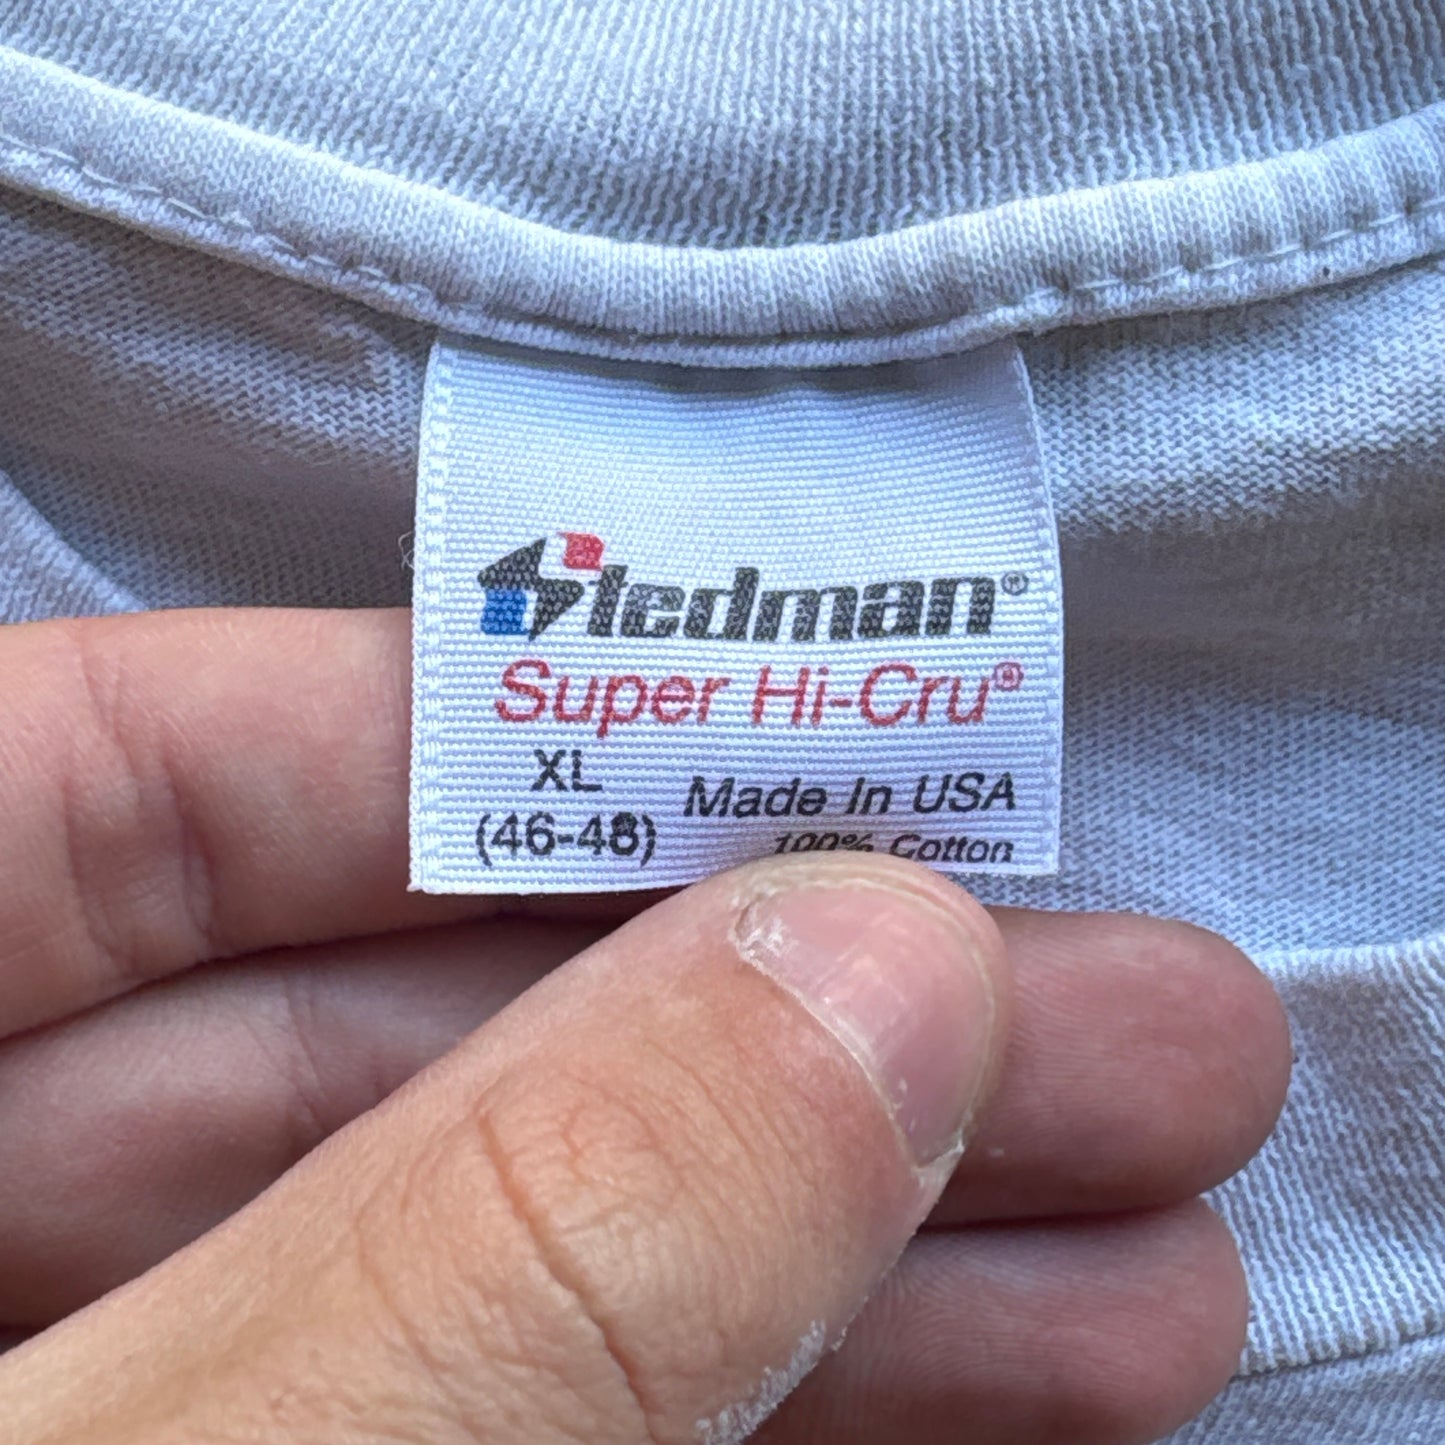 Stedman®
Super Hi-Cru®
XL
(46-48)
Made In USA
100% Cotton